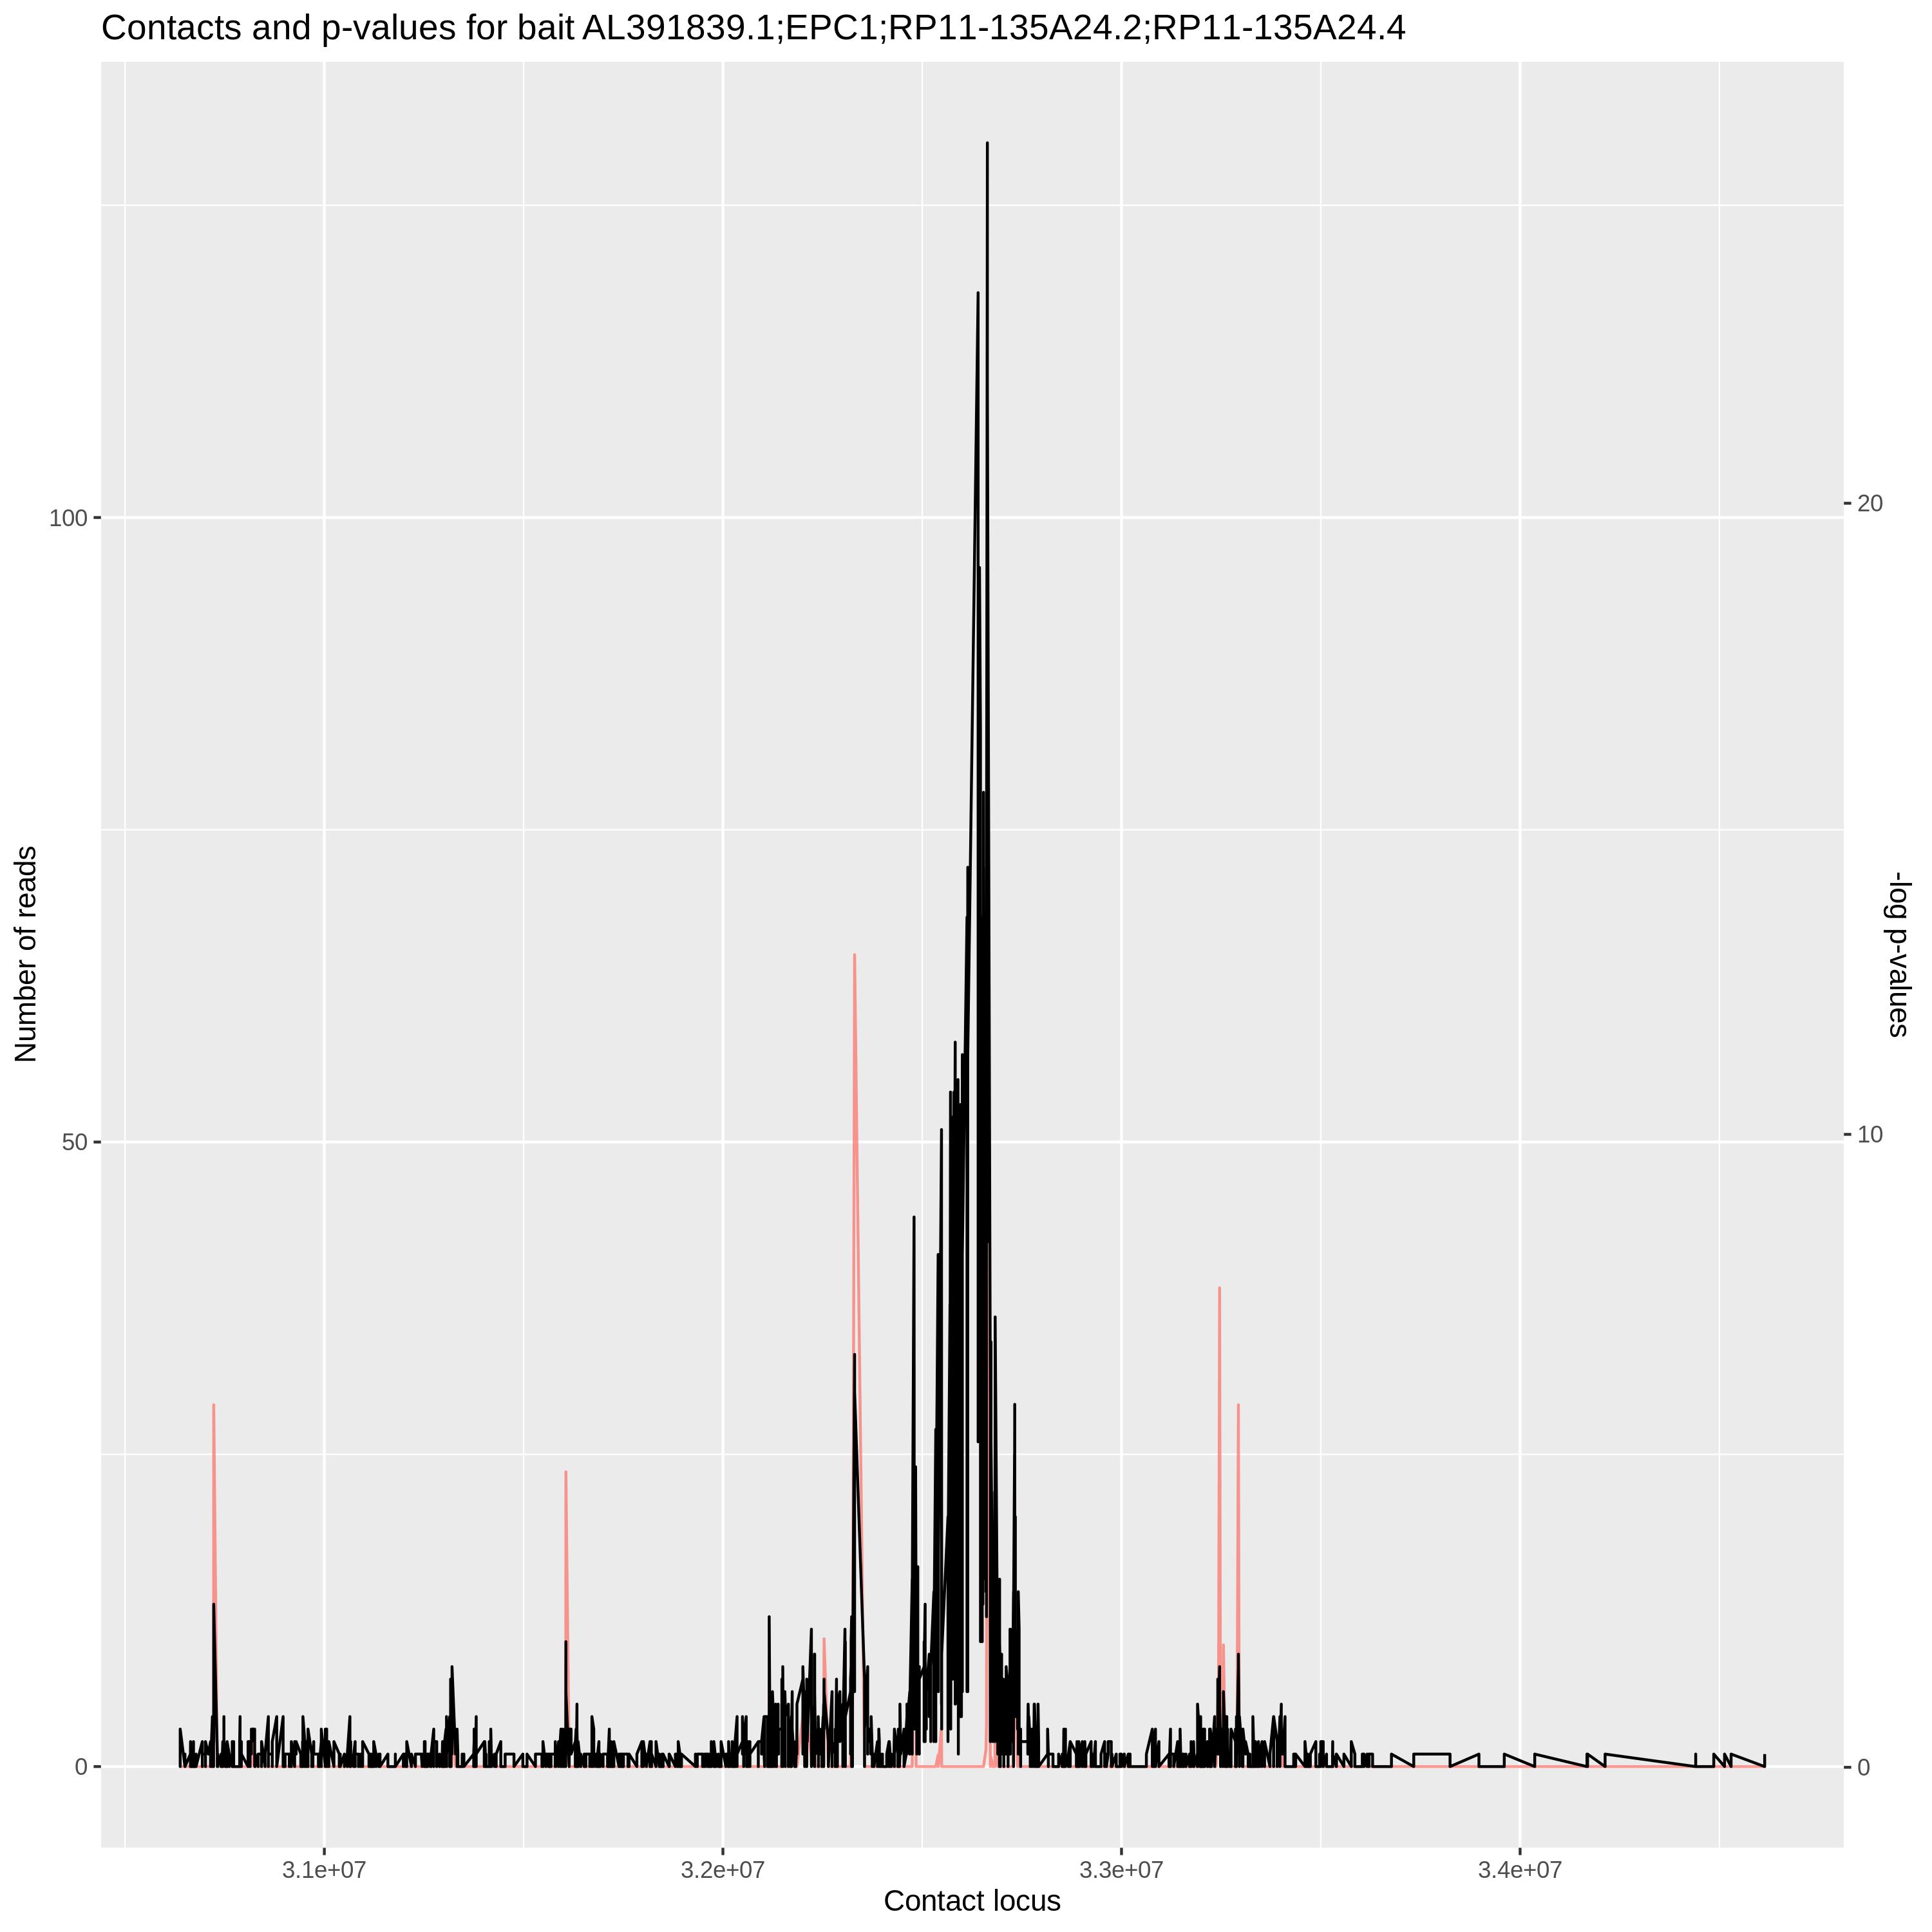 Contacts and p-values for bait AL391839.1;EPC1;RP11-135A24.2;RP11-135A24.4
Number of reads
100
50
0
20
10
0
-log p-values
3.1e+07 3.2e+07 3.3e+07 3.4e+07
Contact locus